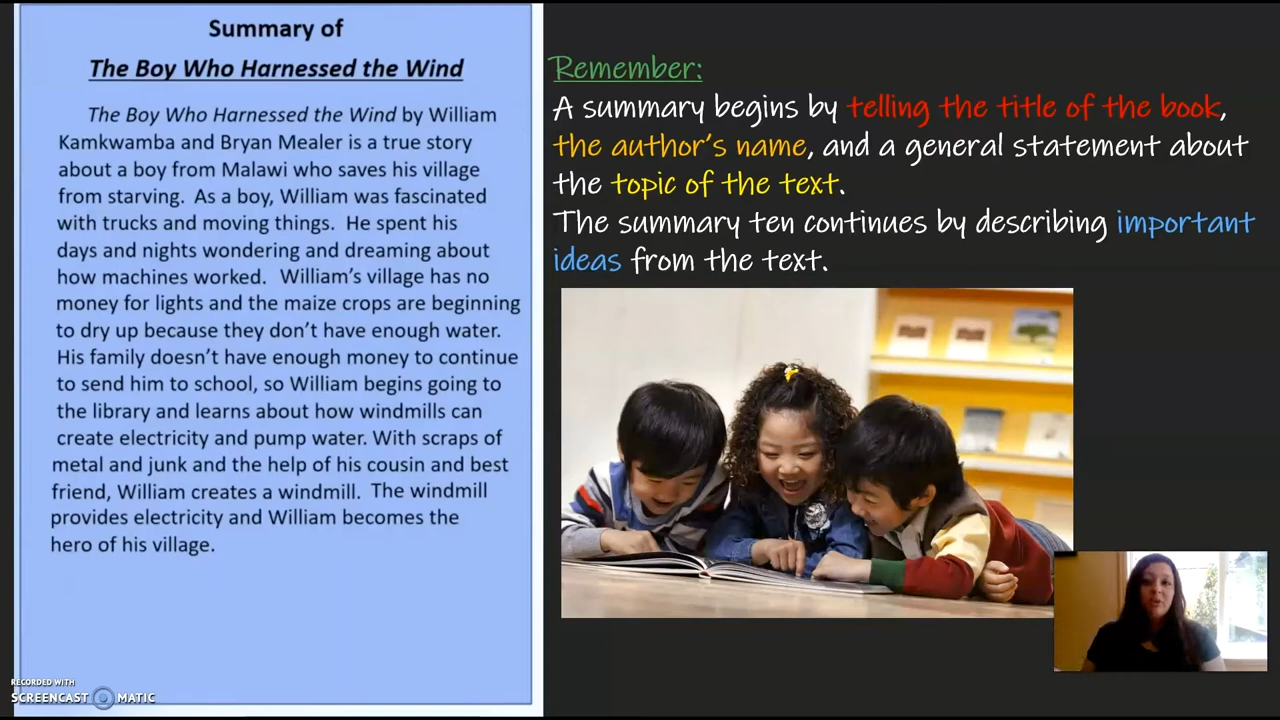 Summary of
The Boy Who Harnessed the Wind
The Boy Who Harnessed the Wind by William
Kamkwamba and Bryan Mealer is a true story
about a boy from Malawi who saves his village
from starving. As a boy, William was fascinated
with trucks and moving things. He spent his
days and nights wondering and dreaming about
how machines worked. William's village has no
money for lights and the maize crops are beginning
to dry up because they don't have enough water.
His family doesn't have enough money to continue
to send him to school, so William begins going to
the library and learns about how windmills can
create electricity and pump water. With scraps of
metal and junk and the help of his cousin and best
friend, William creates a windmill. The windmill
provides electricity and William becomes the
hero of his village.
Remember:
A summary begins by telling the title of the book,
the author's name, and a general statement about
the topic of the text.
The summary ten continues by describing important
ideas from the text.
RECORDED WITH
SCREENCAST MATIC